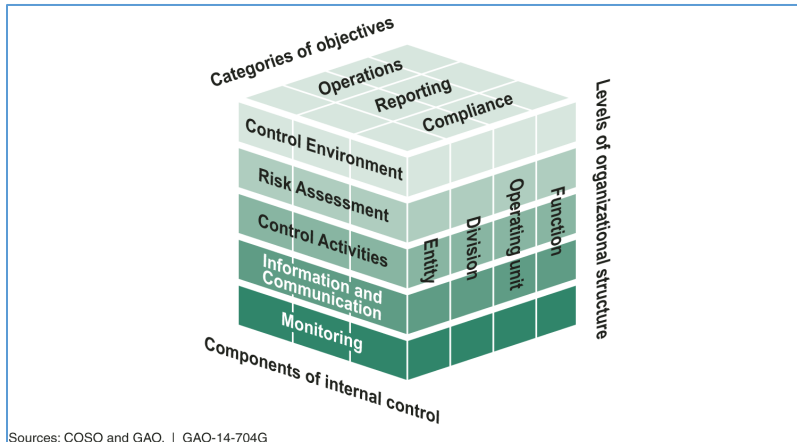 Categories of objectives
Operations
Reporting
Compliance
Levels of organizational structure
Control Environment
Risk Assessment
Control Activities
Information and
Communication
Monitoring
Entity
Division
Operating unit
Function
Components of internal control
Sources: COSO and GAO. | GAO-14-704G